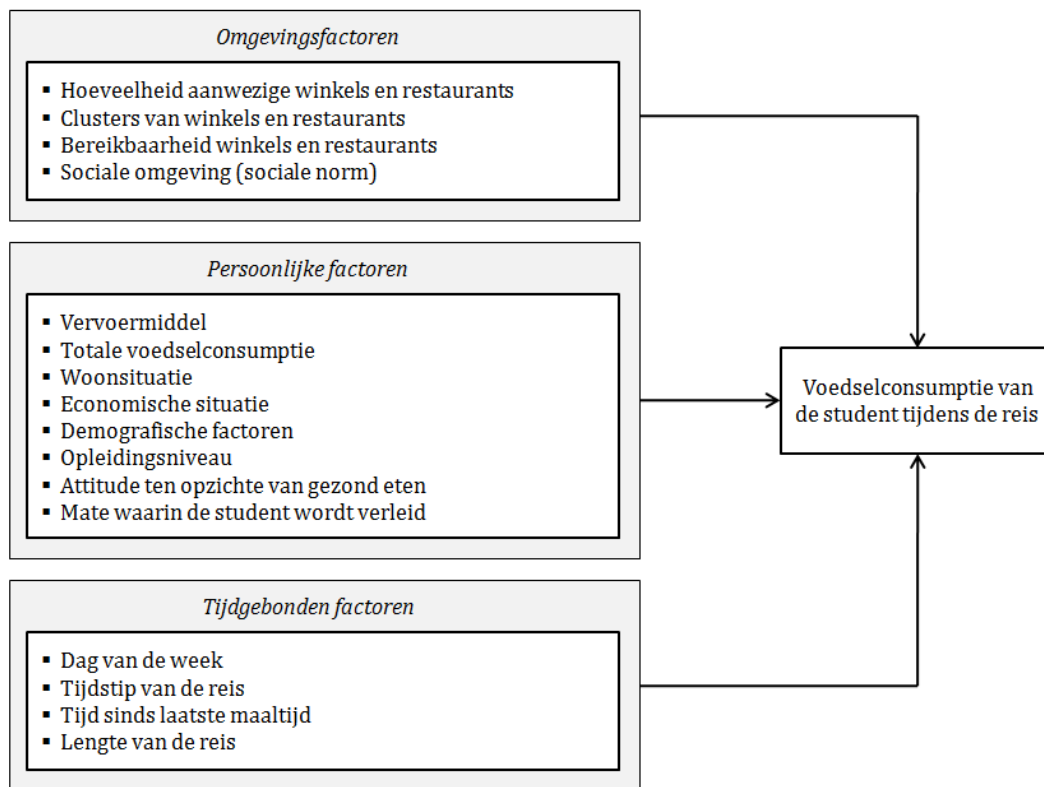 Omgevingsfactoren
▪ Hoeveelheid aanwezige winkels en restaurants
▪ Clusters van winkels en restaurants
▪ Bereikbaarheid winkels en restaurants
▪ Sociale omgeving (sociale norm)
Persoonlijke factoren
▪ Vervoermiddel
▪ Totale voedselconsumptie
▪ Woonsituatie
▪ Economische situatie
▪ Demografische factoren
▪ Opleidingsniveau
▪ Attitude ten opzichte van gezond eten
▪ Mate waarin de student wordt verleid
Voedselconsumptie van
de student tijdens de reis
Tijdgebonden factoren
▪ Dag van de week
▪ Tijdstip van de reis
▪ Tijd sinds laatste maaltijd
▪ Lengte van de reis